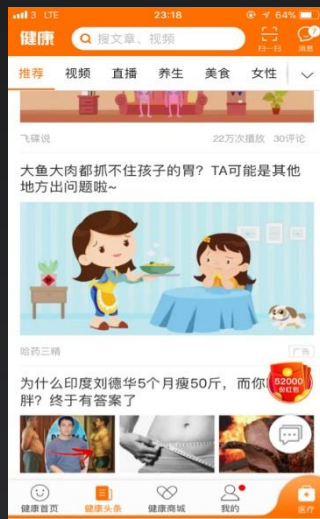 3 LTE 23:18 64%
健康 搜文章、视频 扫一扫 消息
推荐 视频 直播 养生 美食 女性
飞碟说 22万次播放 30评论
大鱼大肉都抓不住孩子的胃？TA可能是其他
地方出问题啦~
哈药三精 广告
为什么印度刘德华5个月瘦50斤，而你
胖？终于有答案了
52000
健康首页 健康头条 健康商城 我的 医疗